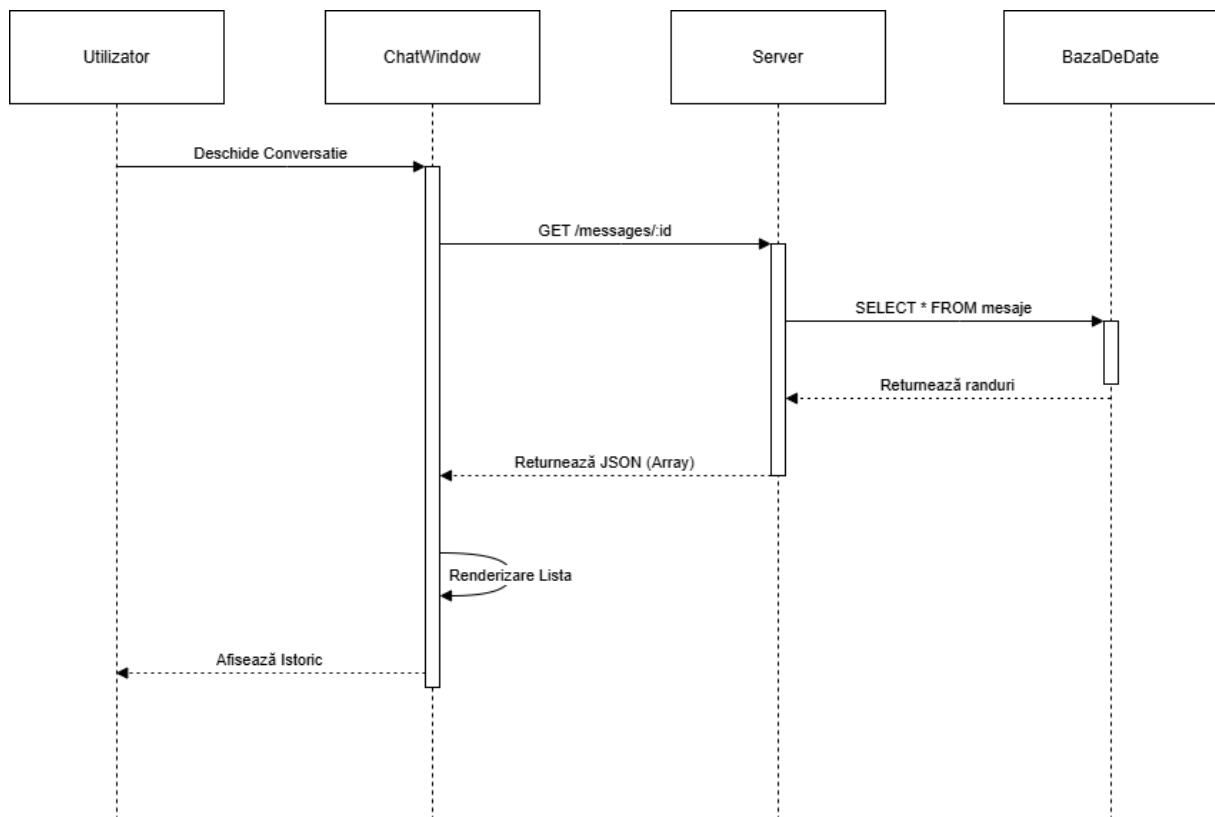 Utilizator
ChatWindow
Server
BazaDeDate
Deschide Conversatie
GET /messages/:id
SELECT * FROM mesaje
Returnează randuri
Returnează JSON (Array)
Renderizare Lista
Afisează Istoric